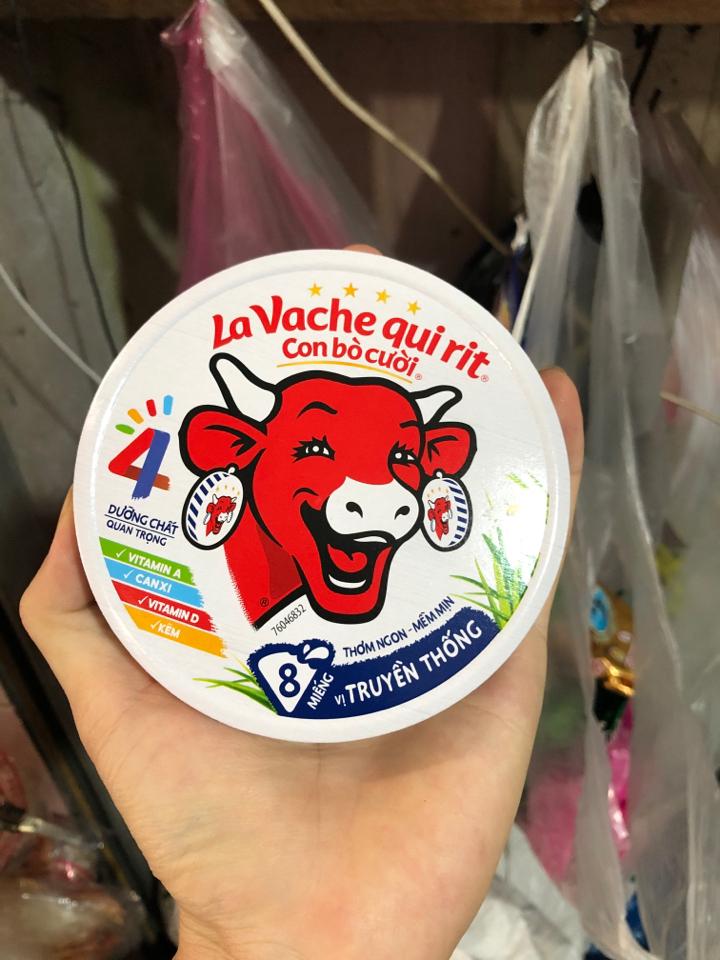 La Vache qui rit®
Con bò cười®
4
DƯỠNG CHẤT
QUAN TRỌNG
✓ VITAMIN A
✓ CANXI
✓ VITAMIN D
✓ KẼM
®
76046832
8
MIẾNG
THƠM NGON - MỀM MỊN
VỊ TRUYỀN THỐNG